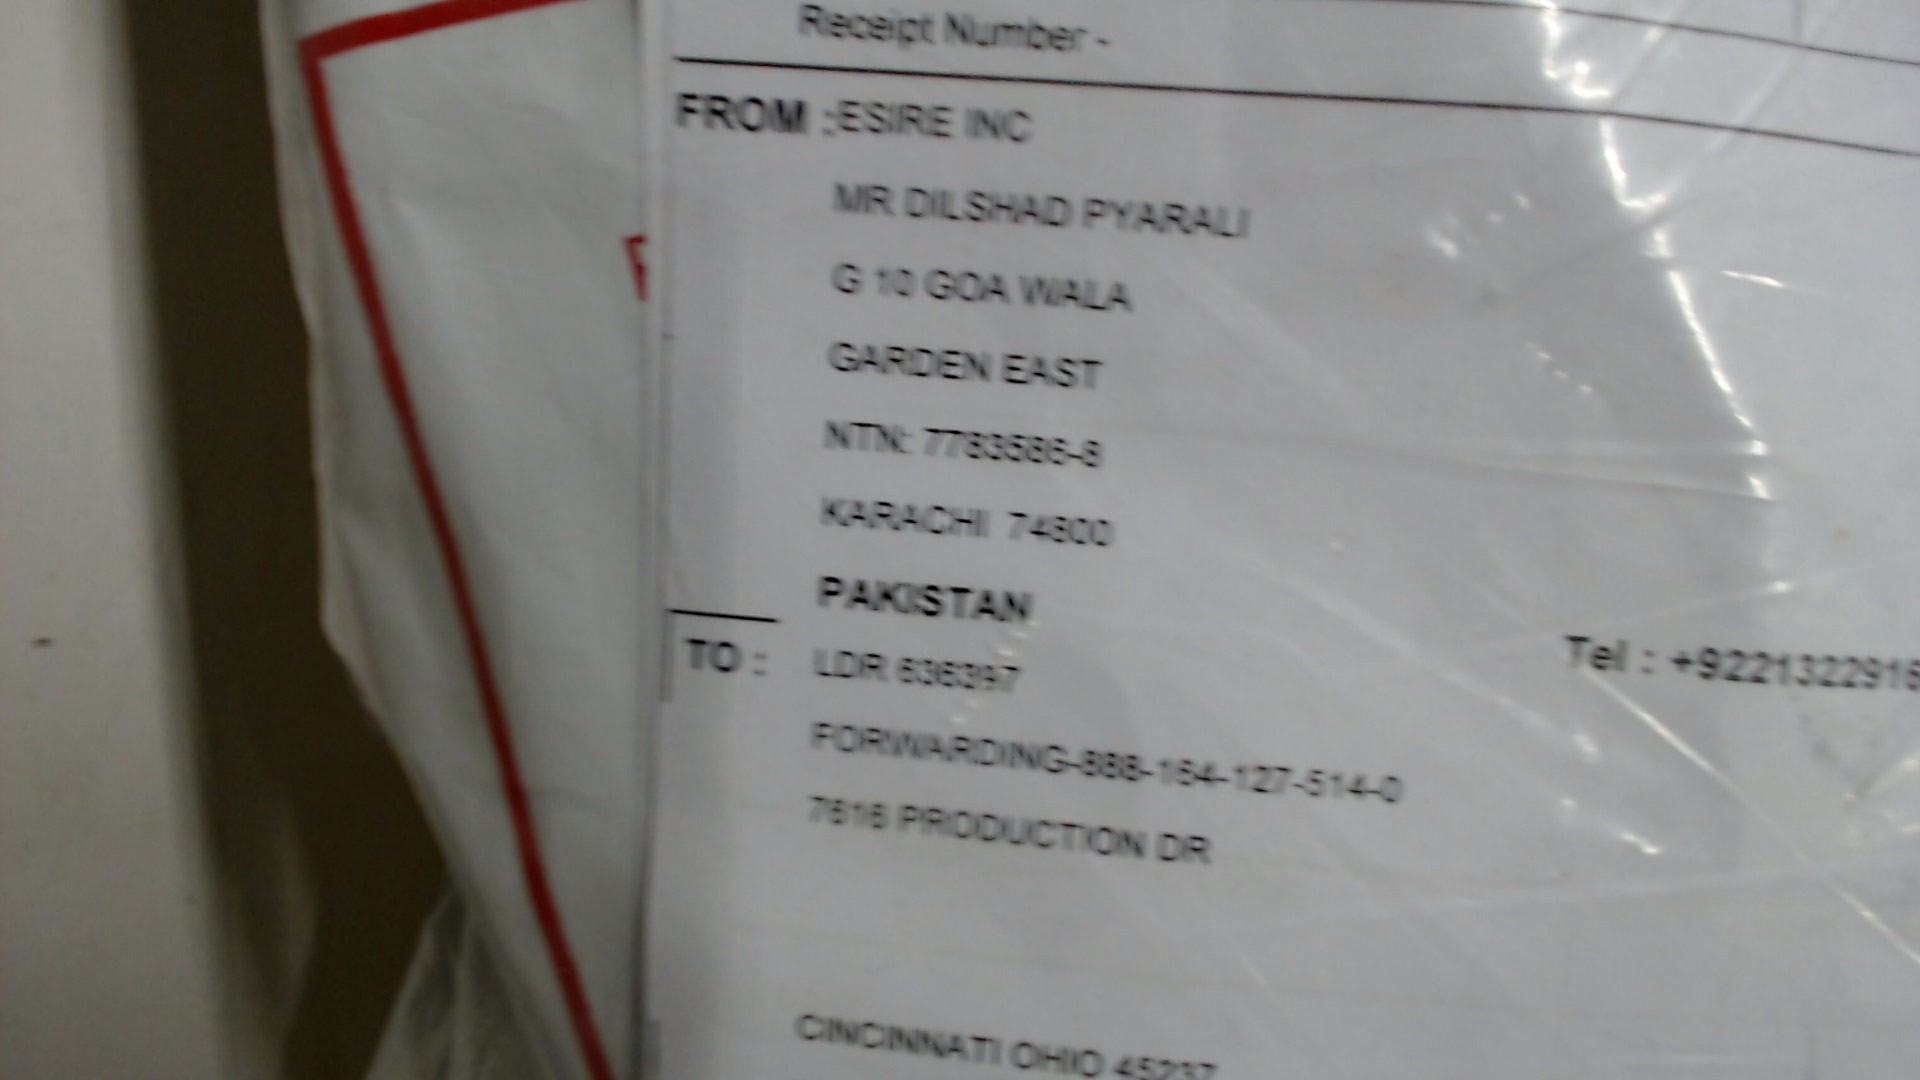 Receipt Number -
FROM :ESIRE INC
MR DILSHAD PYARALI
G 10 GOA WALA
GARDEN EAST
NTN: 7783586-8
KARACHI 74800
PAKISTAN
TO : LDR 636397
Tel : +9221322916
FORWARDING-888-164-127-514-0
7616 PRODUCTION DR
CINCINNATI OHIO 45237